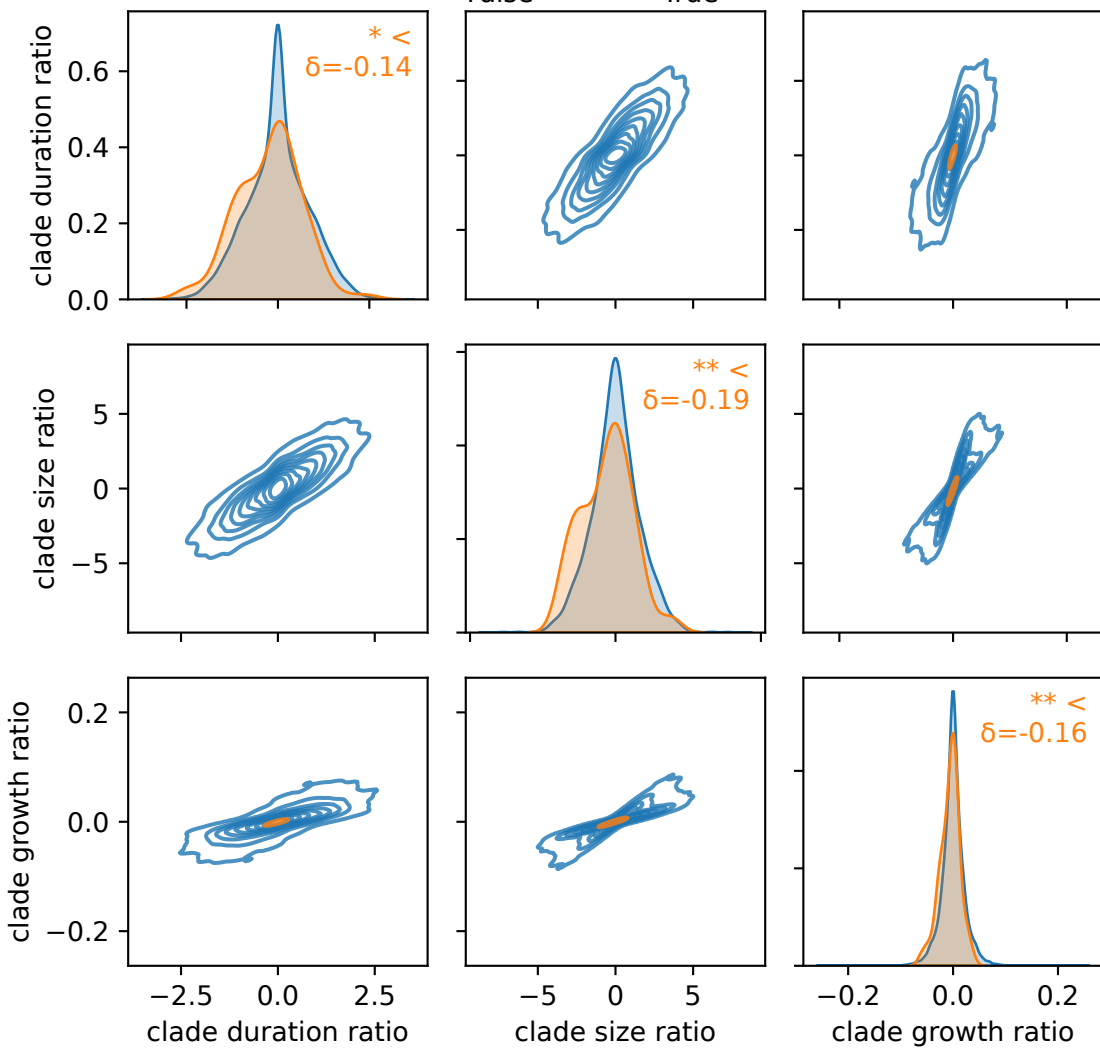 True
clade duration ratio
0.6
0.4
0.2
0.0
* <
δ=-0.14
clade size ratio
5
0
−5
** <
δ=-0.19
clade growth ratio
0.2
0.0
−0.2
** <
δ=-0.16
−2.5
0.0
2.5
−5
0
5
−0.2
0.0
0.2
clade duration ratio
clade size ratio
clade growth ratio